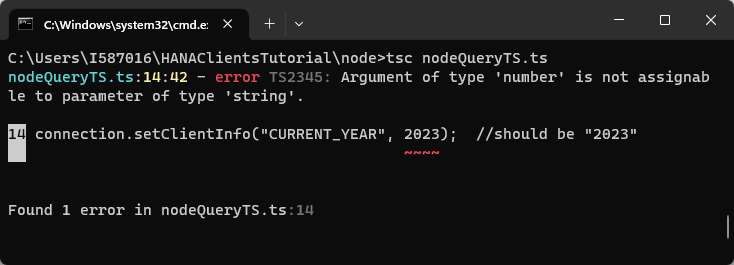 C:\Windows\system32\cmd.e
C:\Users\I587016\HANAClientsTutorial\node>tsc nodeQueryTS.ts
nodeQueryTS.ts:14:42 - error TS2345: Argument of type 'number' is not assignab
le to parameter of type 'string'.
14 connection.setClientInfo("CURRENT_YEAR", 2023);  //should be "2023"
~~~~
Found 1 error in nodeQueryTS.ts:14